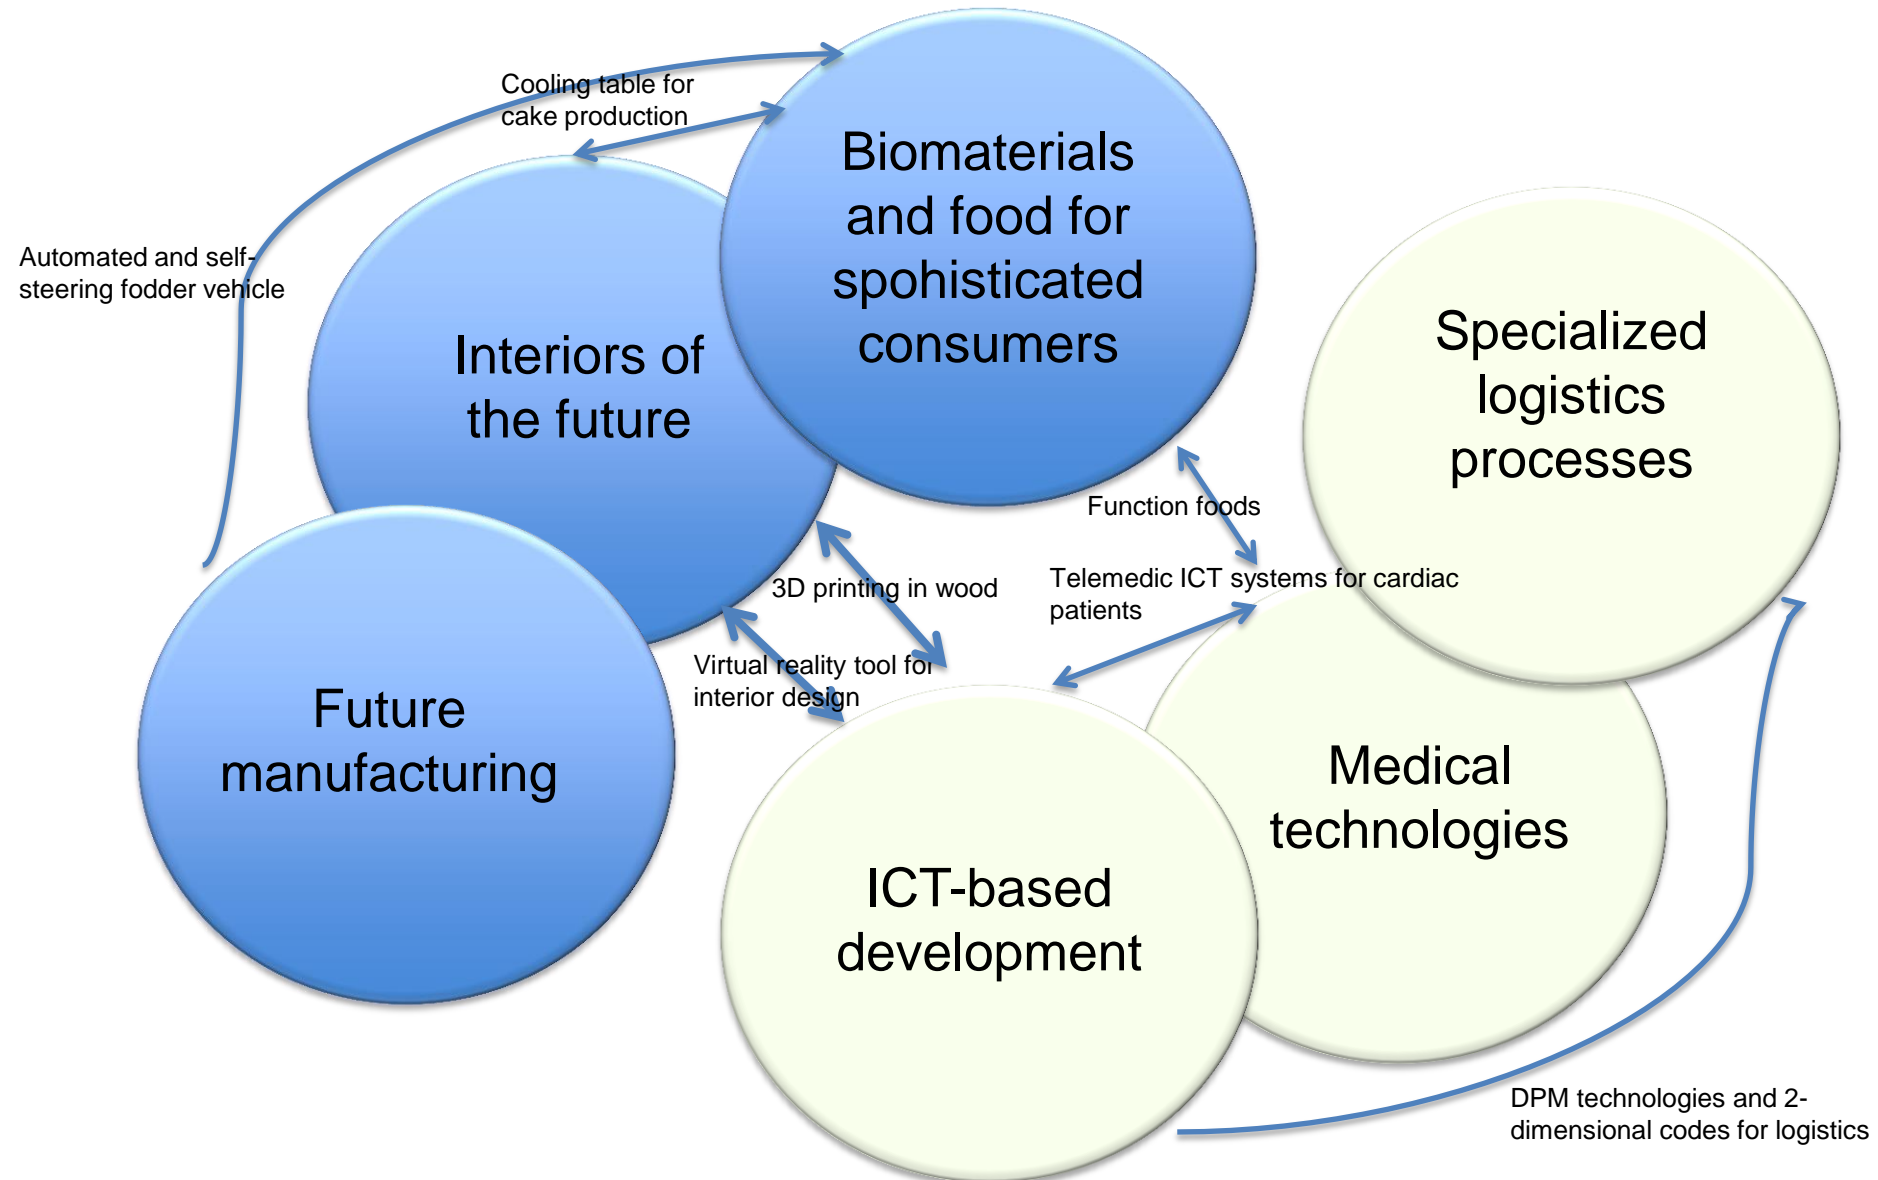 Cooling table for
cake production
Biomaterials
and food for
spohisticated
consumers
Automated and self-
steering fodder vehicle
Interiors of
the future
Specialized
logistics
processes
Function foods
3D printing in wood
Telemedic ICT systems for cardiac
patients
Virtual reality tool for
interior design
Future
manufacturing
Medical
technologies
ICT-based
development
DPM technologies and 2-
dimensional codes for logistics